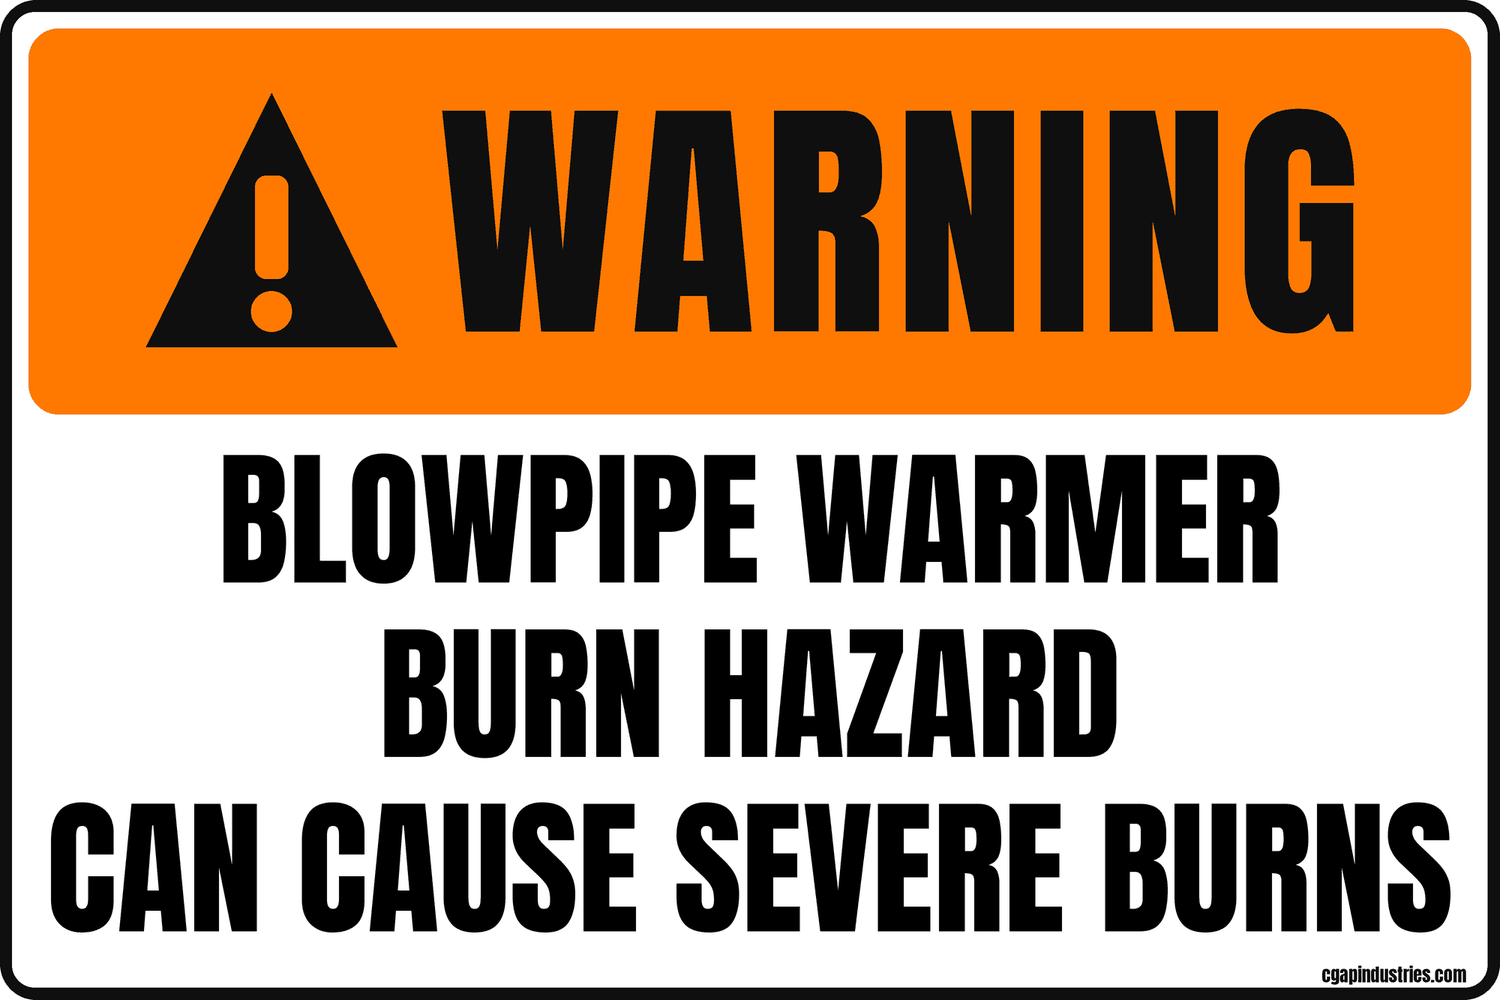 WARNING
BLOWPIPE WARMER
BURN HAZARD
CAN CAUSE SEVERE BURNS
cgapindustries.com